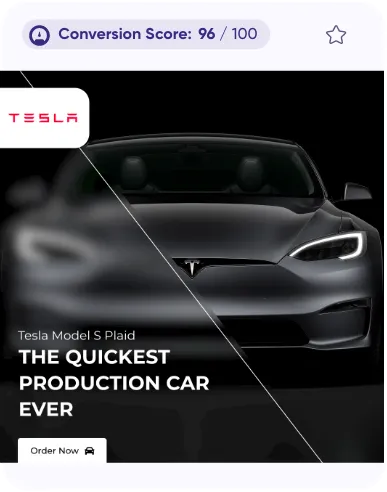 Conversion Score: 96 / 100
TESLA
Tesla Model S Plaid
THE QUICKEST
PRODUCTION CAR
EVER
Order Now